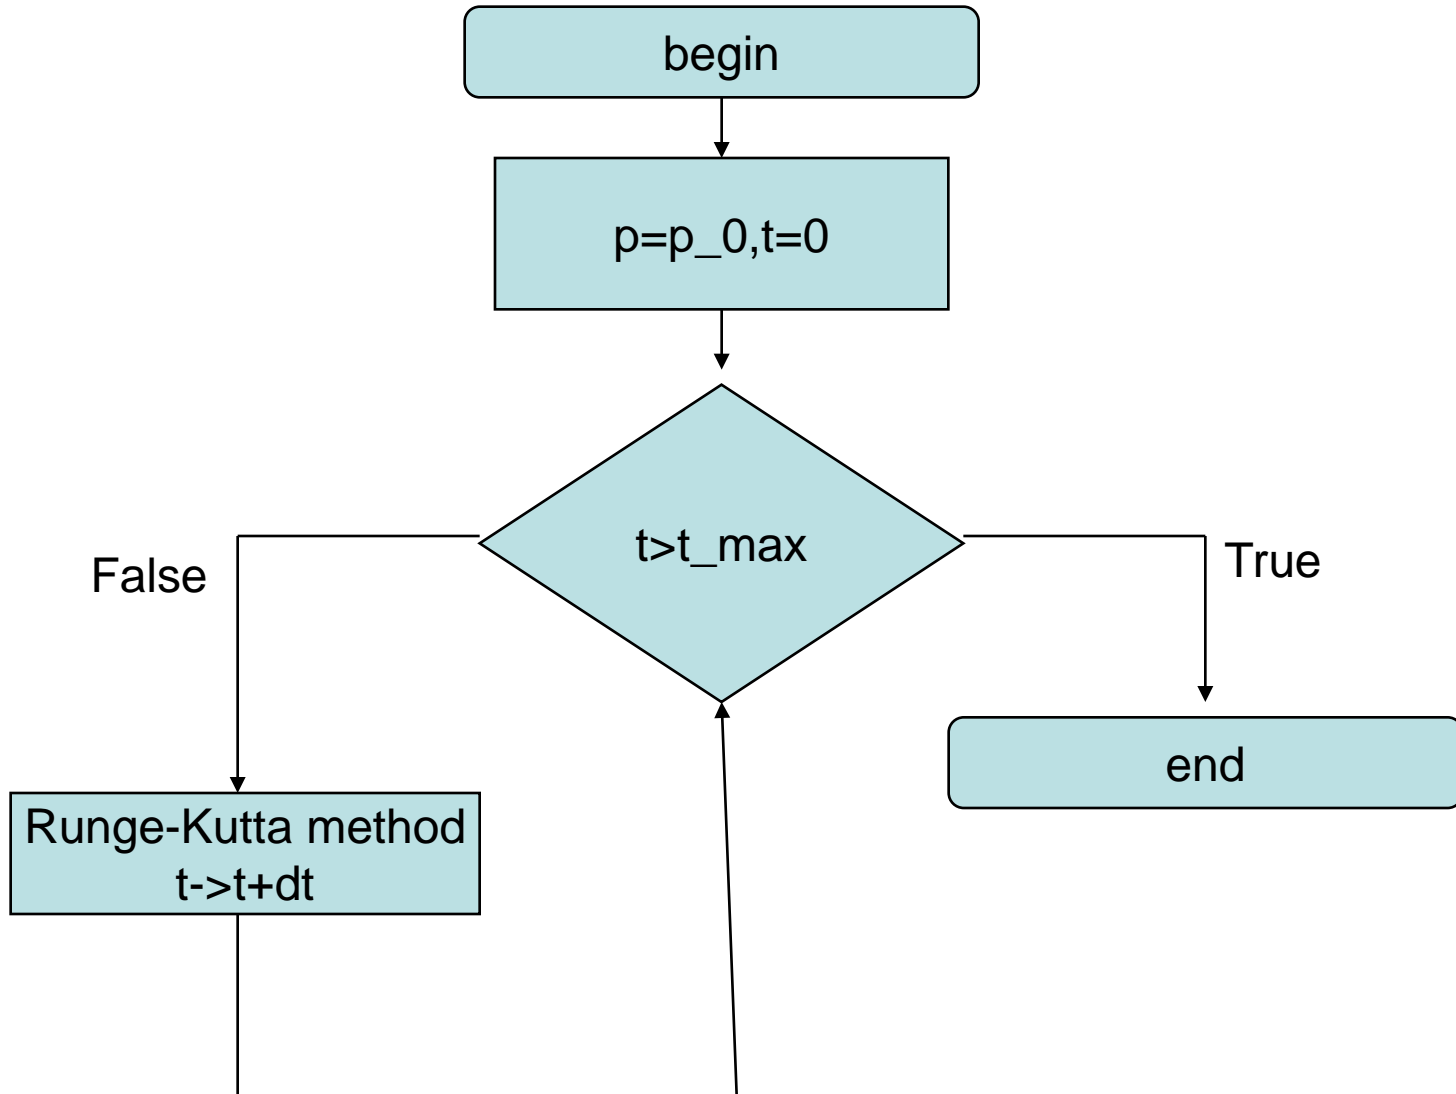 begin
p=p_0,t=0
t>t_max
False
True
end
Runge-Kutta method
t->t+dt